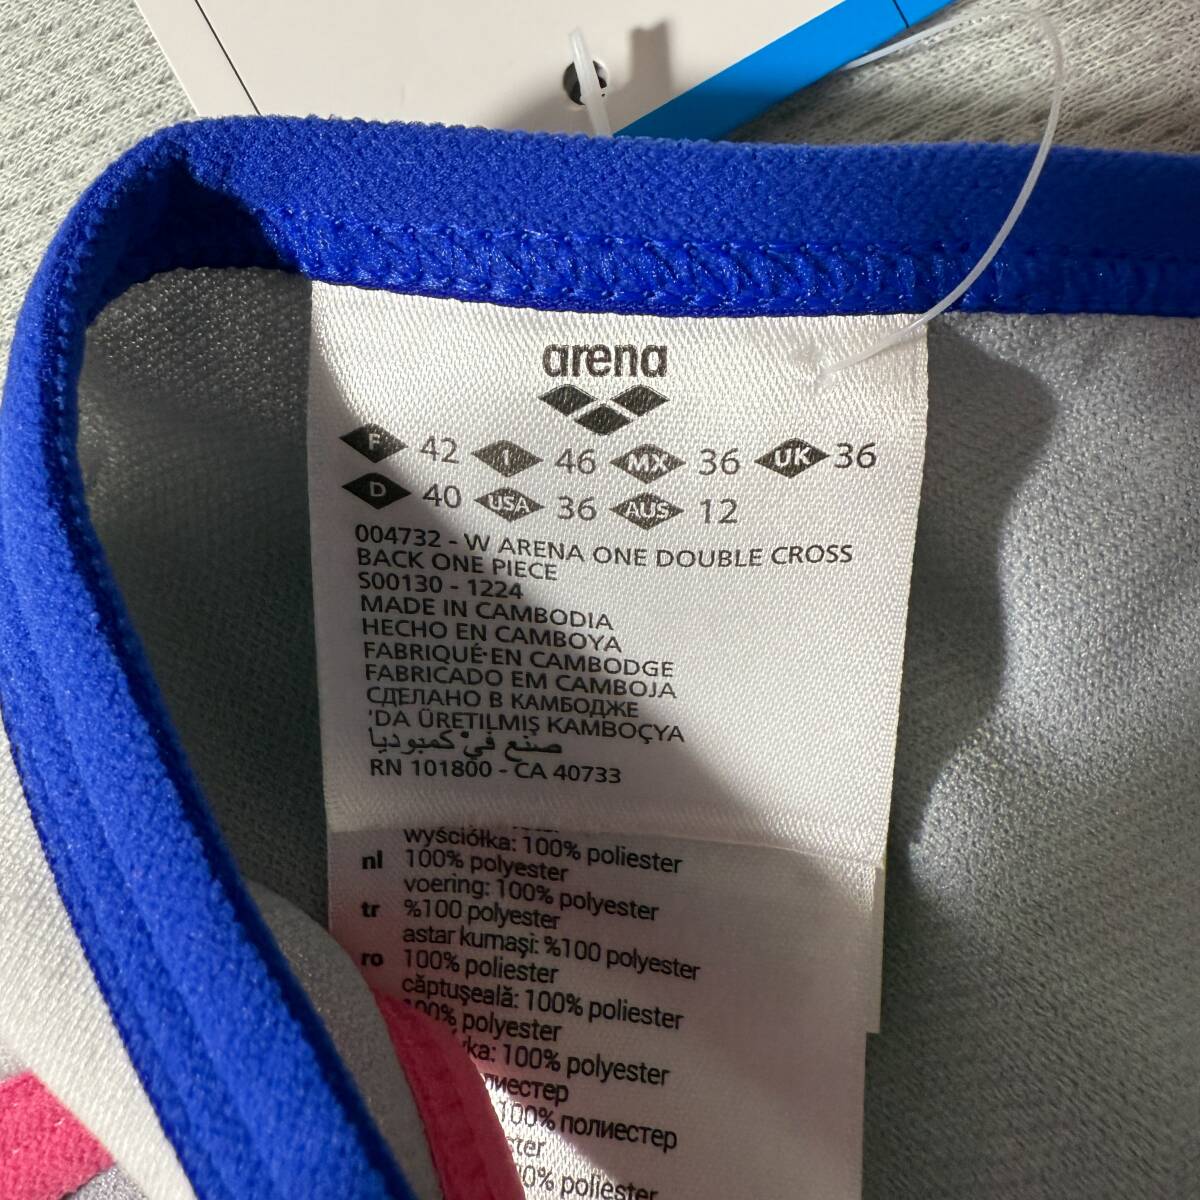 arena
F 42 I 46 MX 36 UK 36
D 40 USA 36 AUS 12
004732 - W ARENA ONE DOUBLE CROSS
BACK ONE PIECE
S00130 - 1224
MADE IN CAMBODIA
HECHO EN CAMBOYA
FABRIQUÉ EN CAMBODGE
FABRICADO EM CAMBOJA
СДЕЛАНО В КАМБОДЖЕ
'DA ÜRETILMIŞ KAMBOÇYA
صنع في كمبوديا
RN 101800 - CA 40733
wyściółka: 100% poliester
nl 100% polyester
voering: 100% polyester
tr %100 polyester
astar kumaşi: %100 polyester
ro 100% poliester
căptuşeală: 100% poliester
100% polyester
100% polyester
100% полиестер
poliester